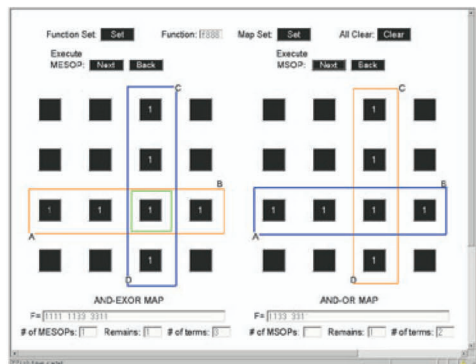 Function Set: Set Function: f888 Map Set: Set All Clear: Clear
Execute Execute
MESOP: Next Back MSOP: Next Back
C C
1 1
1 1
B B
1 1 1 1 1 1 1 1
A A
1 1
D D
AND-EXOR MAP AND-OR MAP
F= 1111 1133 3311 F= 1133 331
# of MESOPs: 1 Remains: 1 # of terms: 3 # of MSOPs: Remains: 1 # of terms: 2